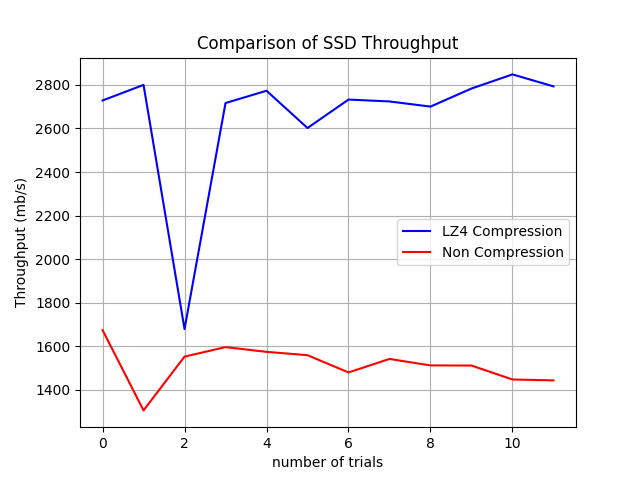 Comparison of SSD Throughput
Throughput (mb/s)
2800
2600
2400
2200
2000
1800
1600
1400
LZ4 Compression
Non Compression
0 2 4 6 8 10
number of trials